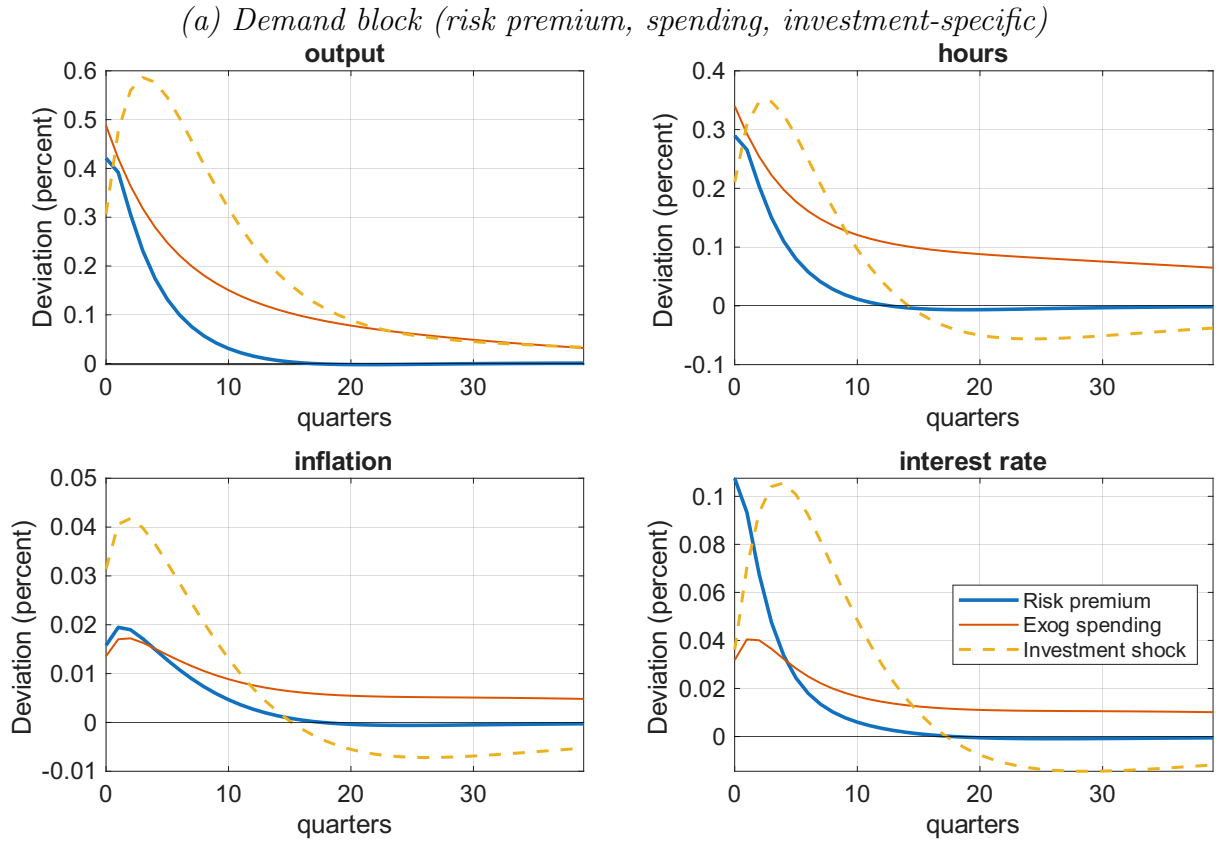 (a) Demand block (risk premium, spending, investment-specific)
output
0.6
0.5
0.4
0.3
0.2
0.1
0
Deviation (percent)
0 10 20 30
quarters
hours
0.4
0.3
0.2
0.1
0
-0.1
Deviation (percent)
0 10 20 30
quarters
inflation
0.05
0.04
0.03
0.02
0.01
0
-0.01
Deviation (percent)
0 10 20 30
quarters
interest rate
0.1
0.08
0.06
0.04
0.02
0
Deviation (percent)
Risk premium
Exog spending
Investment shock
0 10 20 30
quarters